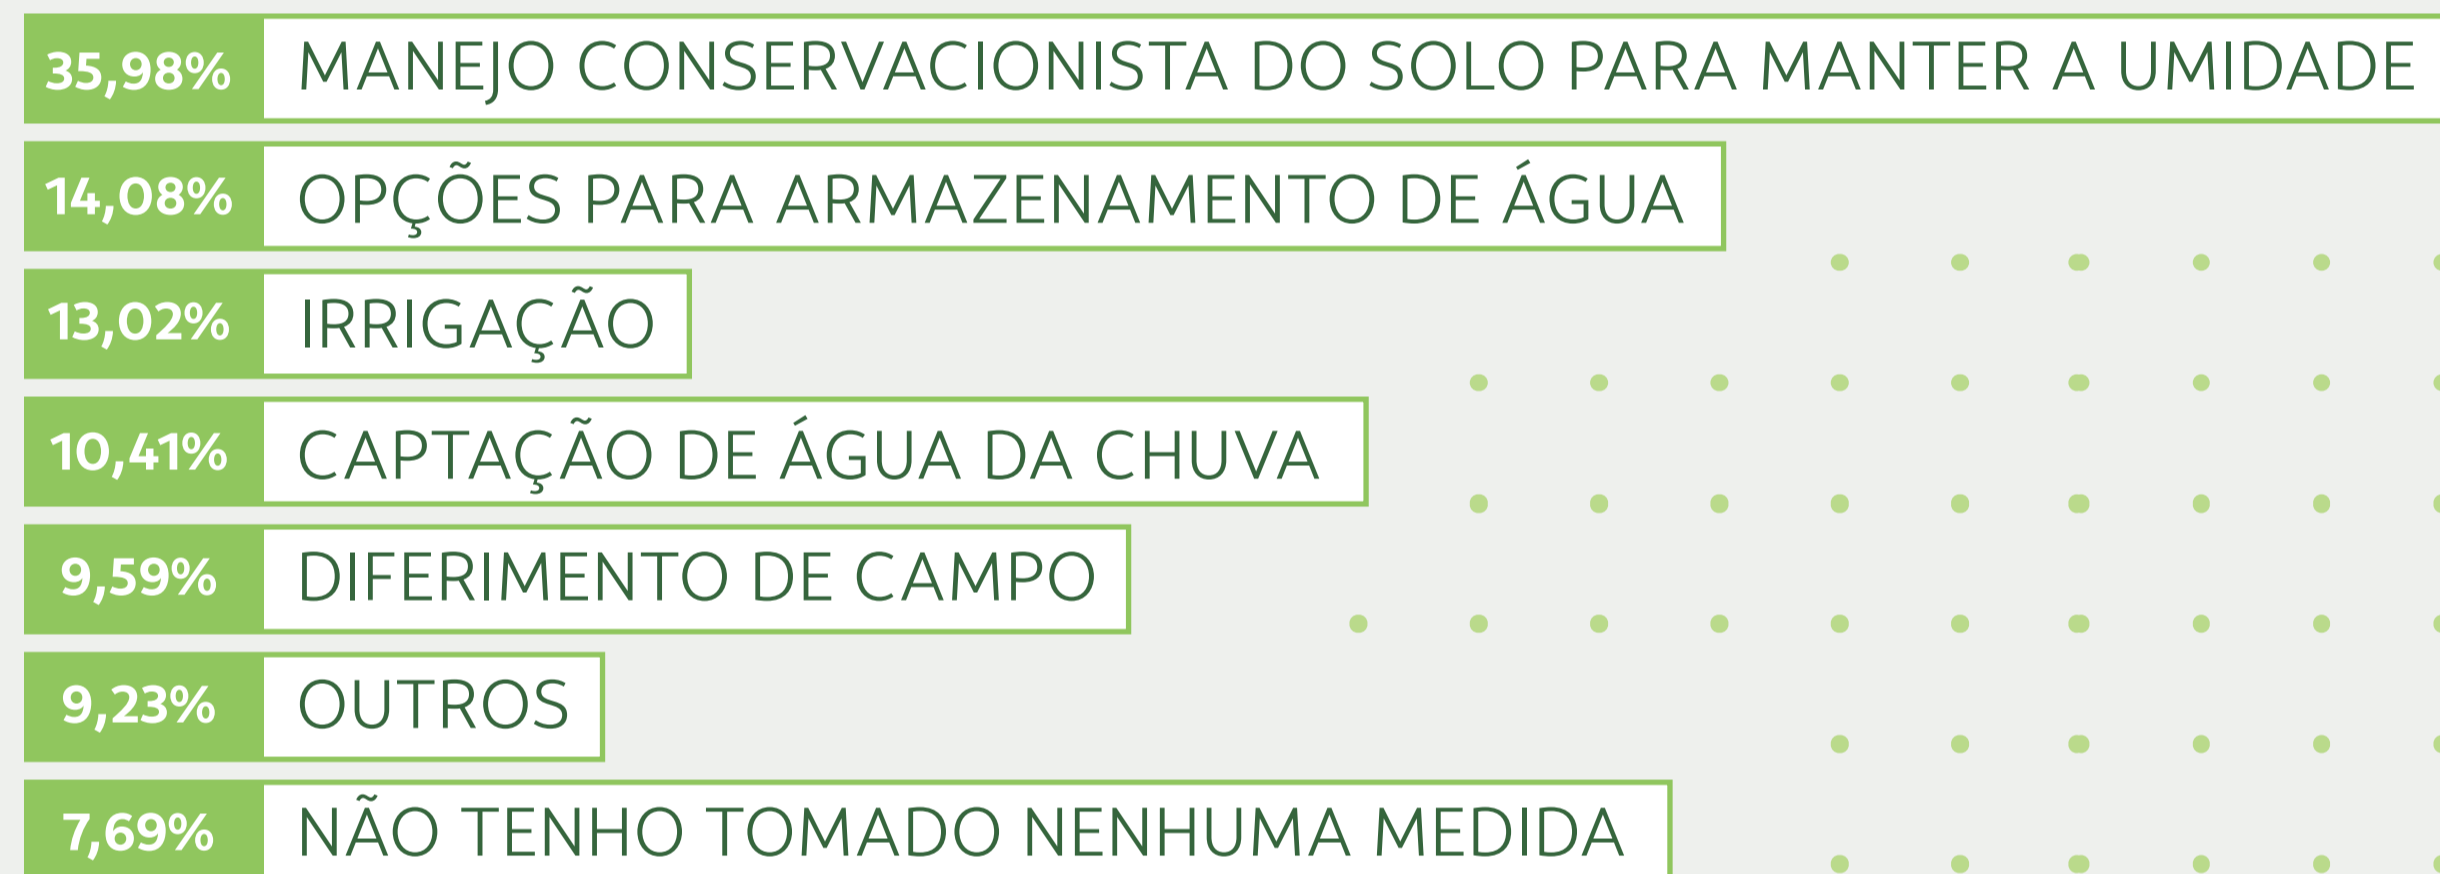 35,98% MANEJO CONSERVACIONISTA DO SOLO PARA MANTER A UMIDADE
14,08% OPÇÕES PARA ARMAZENAMENTO DE ÁGUA
13,02% IRRIGAÇÃO
10,41% CAPTAÇÃO DE ÁGUA DA CHUVA
9,59% DIFERIMENTO DE CAMPO
9,23% OUTROS
7,69% NÃO TENHO TOMADO NENHUMA MEDIDA